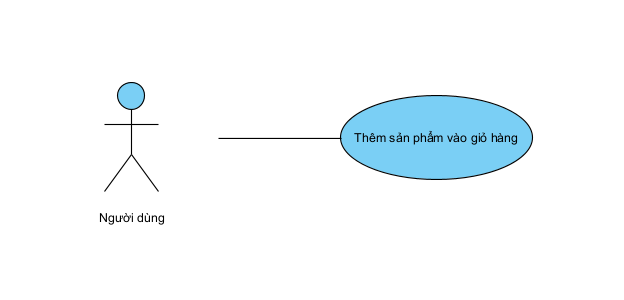 Thêm sản phẩm vào giỏ hàng
Người dùng